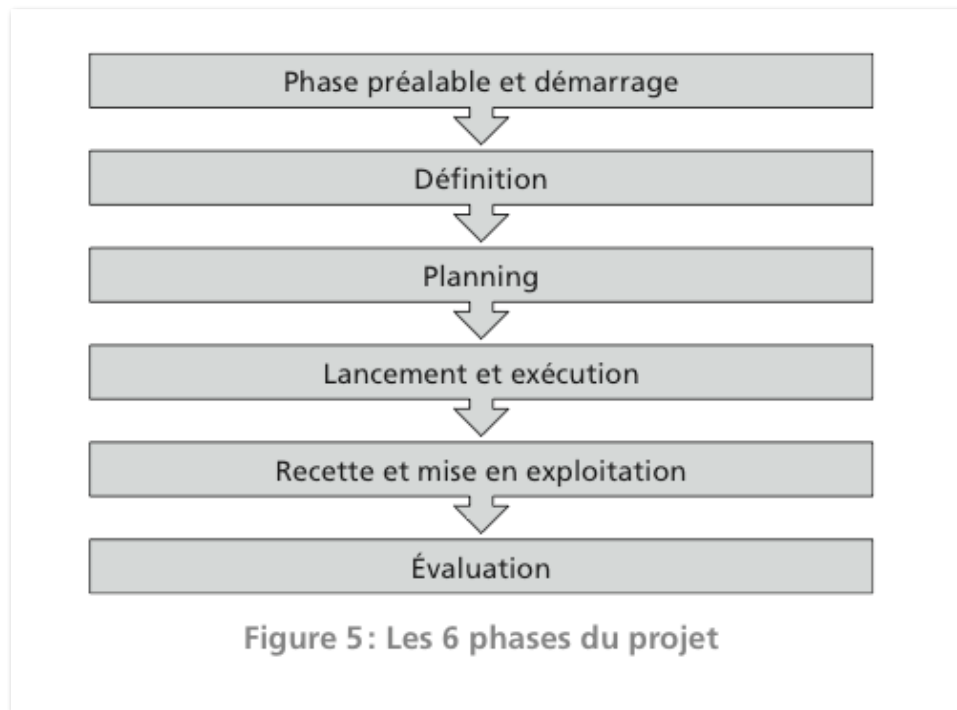 Phase préalable et démarrage
Définition
Planning
Lancement et exécution
Recette et mise en exploitation
Évaluation
Figure 5: Les 6 phases du projet